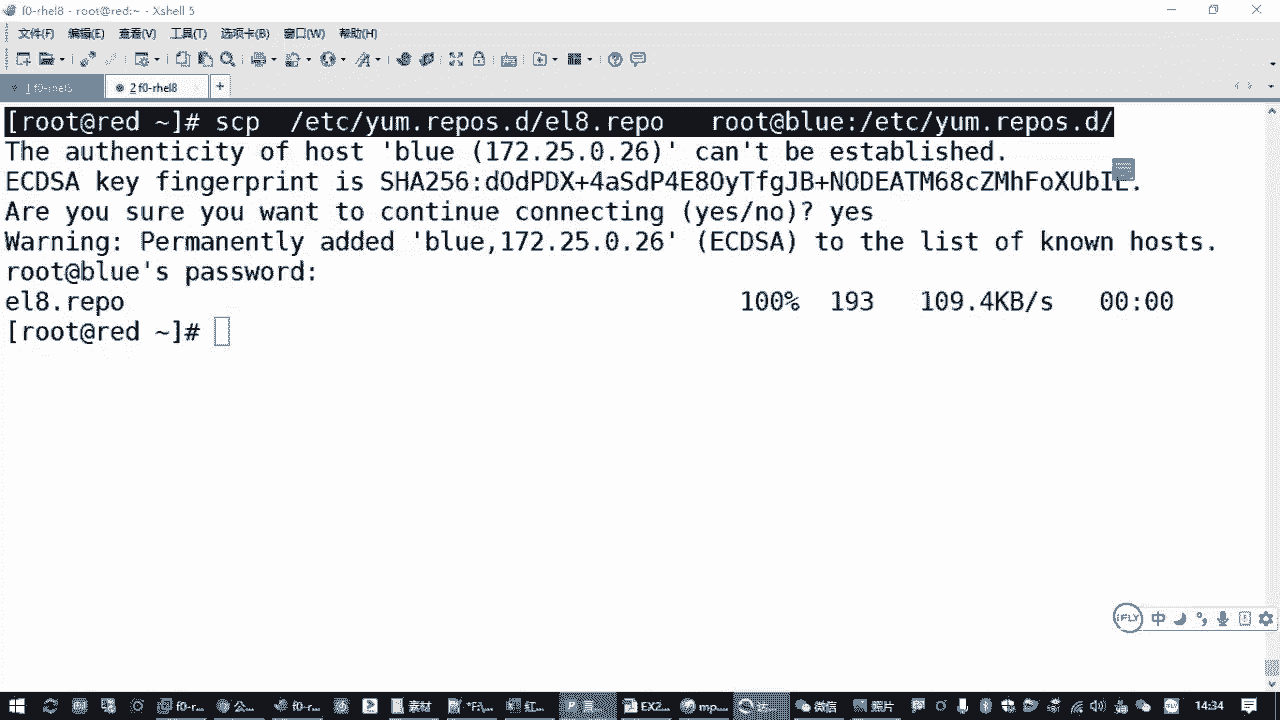 f0-rhel8 - root@red:~ - Xshell 5
文件(F) 编辑(E) 查看(V) 工具(T) 选项卡(B) 窗口(W) 帮助(H)
2 f0-rhel8 +
[root@red ~]# scp /etc/yum.repos.d/el8.repo root@blue:/etc/yum.repos.d/
The authenticity of host 'blue (172.25.0.26)' can't be established.
ECDSA key fingerprint is SHA256:dOdPDX+4aSdP4E8OyTfgJB+NODEATM68cZMhFoXUbIE.
Are you sure you want to continue connecting (yes/no)? yes
Warning: Permanently added 'blue,172.25.0.26' (ECDSA) to the list of known hosts.
root@blue's password:
el8.repo 100% 193 109.4KB/s 00:00
[root@red ~]#
iFLY 中
f0-r... 公... f0-r... 素材 红... EX2... mp... 微信 照片 14:34